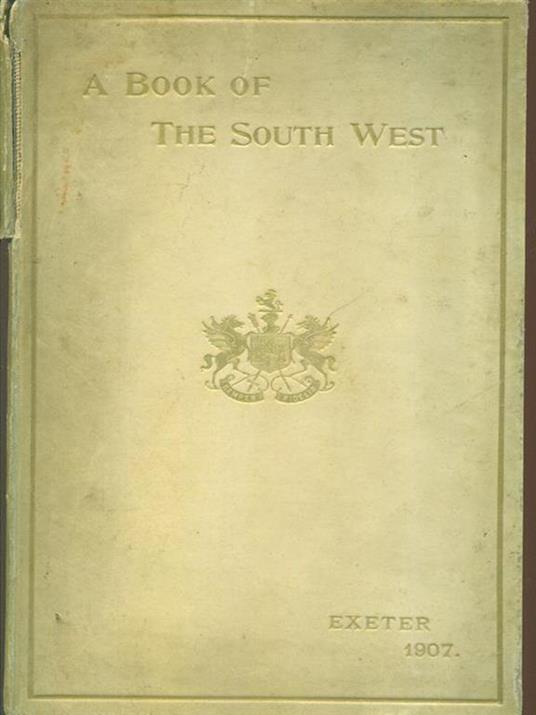 A BOOK OF
THE SOUTH WEST
SEMPER FIDELIS
EXETER
1907.